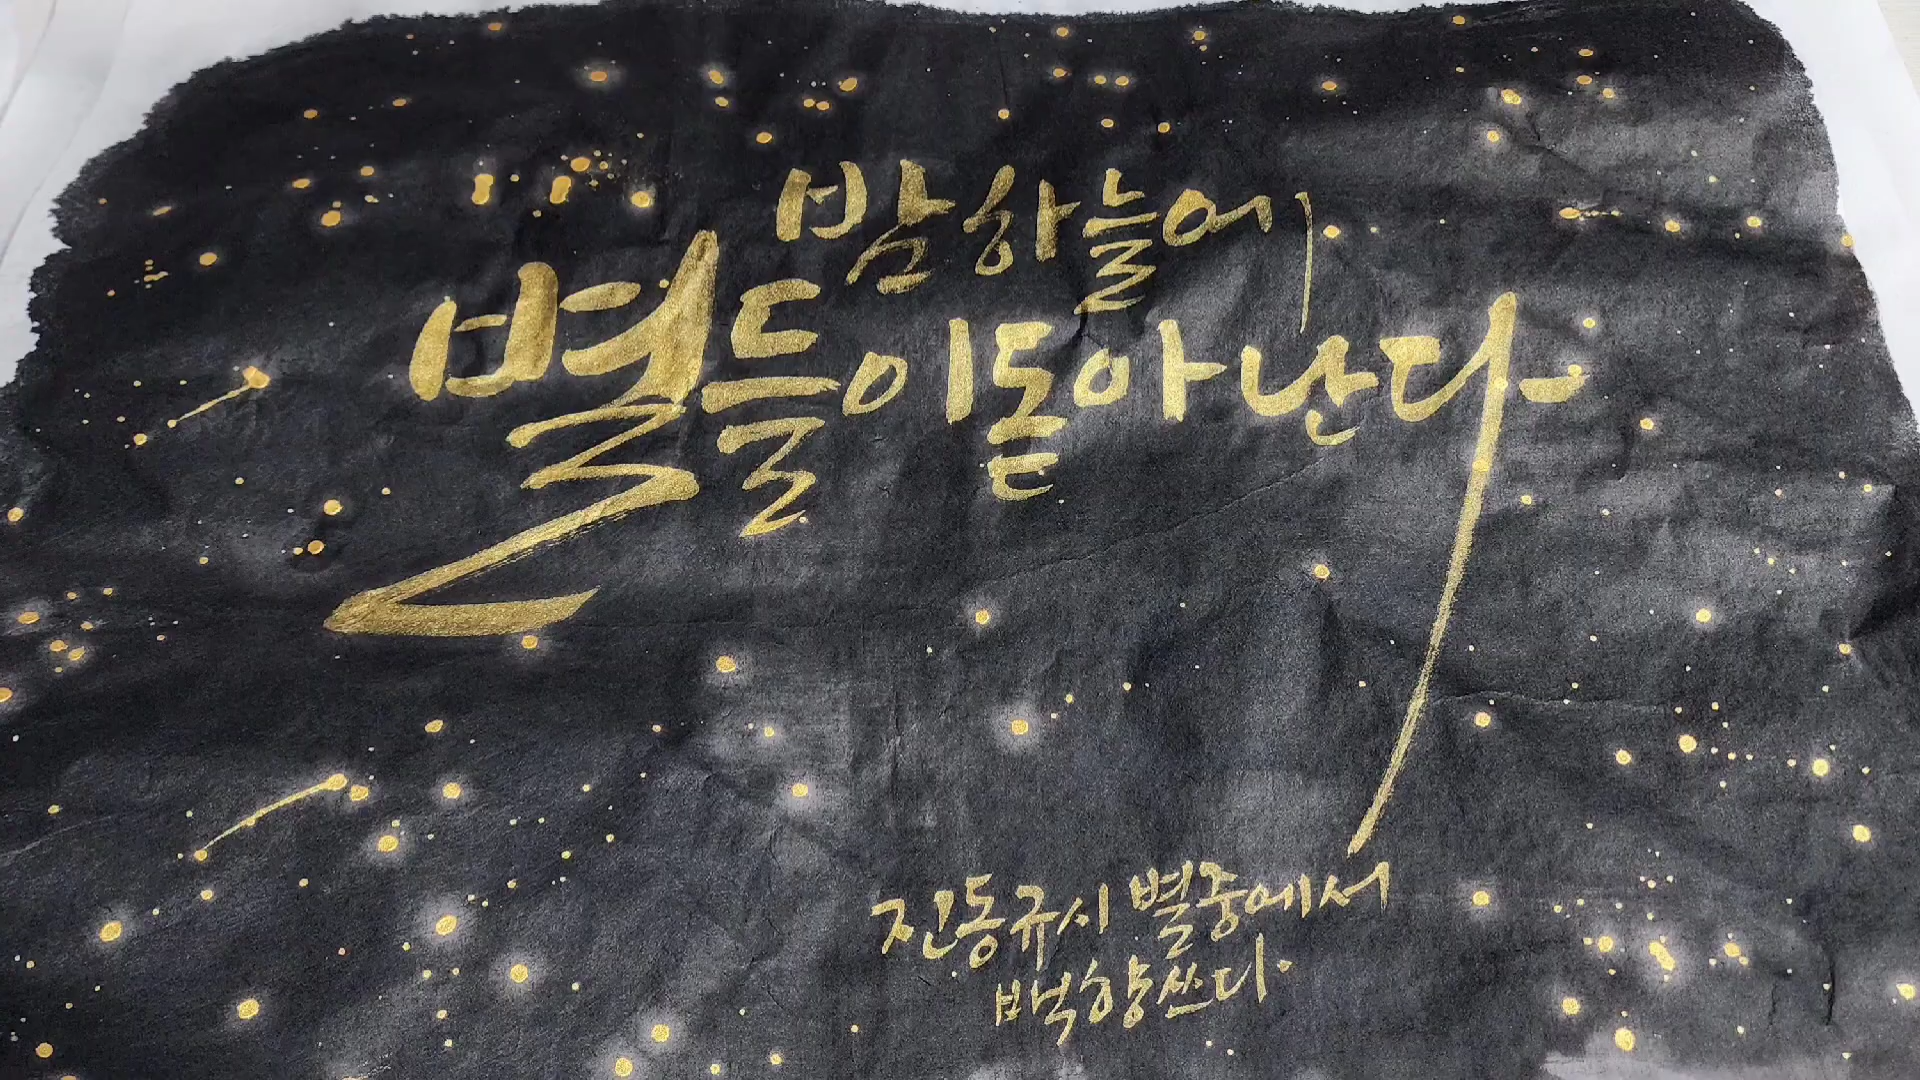 밤하늘에
별들이 돋아난다
진동규시 별중에서
백향쓰다.